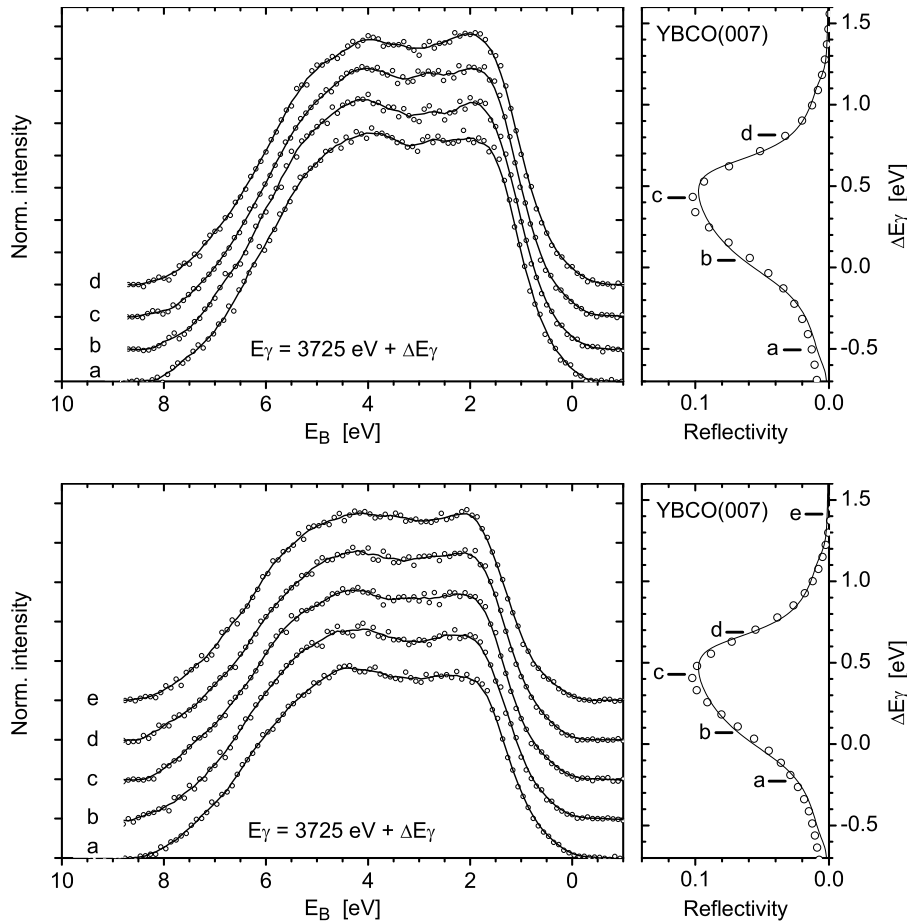 Norm. intensity
d
c
b
a
Eγ = 3725 eV + ΔEγ
10 8 6 4 2 0
E_B [eV]
YBCO(007)
d
c
b
a
1.5
1.0
0.5
0.0
-0.5
ΔEγ [eV]
0.1 0.0
Reflectivity
Norm. intensity
e
d
c
b
a
Eγ = 3725 eV + ΔEγ
10 8 6 4 2 0
E_B [eV]
YBCO(007)
e
d
c
b
a
1.5
1.0
0.5
0.0
-0.5
ΔEγ [eV]
0.1 0.0
Reflectivity